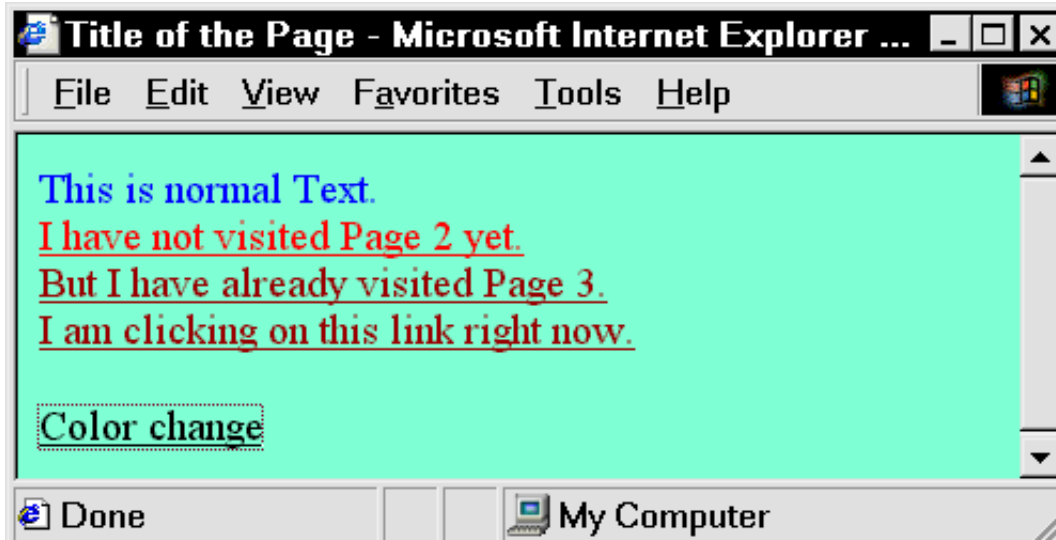 Title of the Page - Microsoft Internet Explorer ...
File Edit View Favorites Tools Help
This is normal Text.
I have not visited Page 2 yet.
But I have already visited Page 3.
I am clicking on this link right now.
Color change
Done My Computer